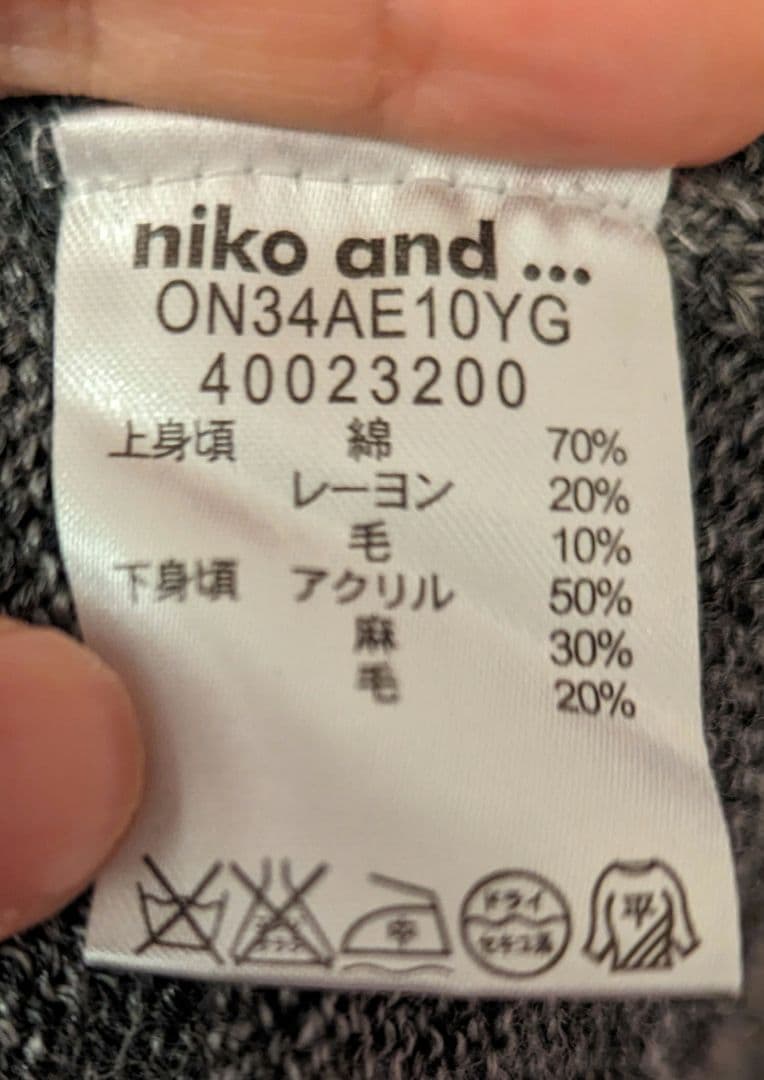 niko and ...
ON34AE10YG
40023200
上身頃 綿 70%
レーヨン 20%
毛 10%
下身頃 アクリル 50%
麻 30%
毛 20%
中
ドライ
セキユ系
平